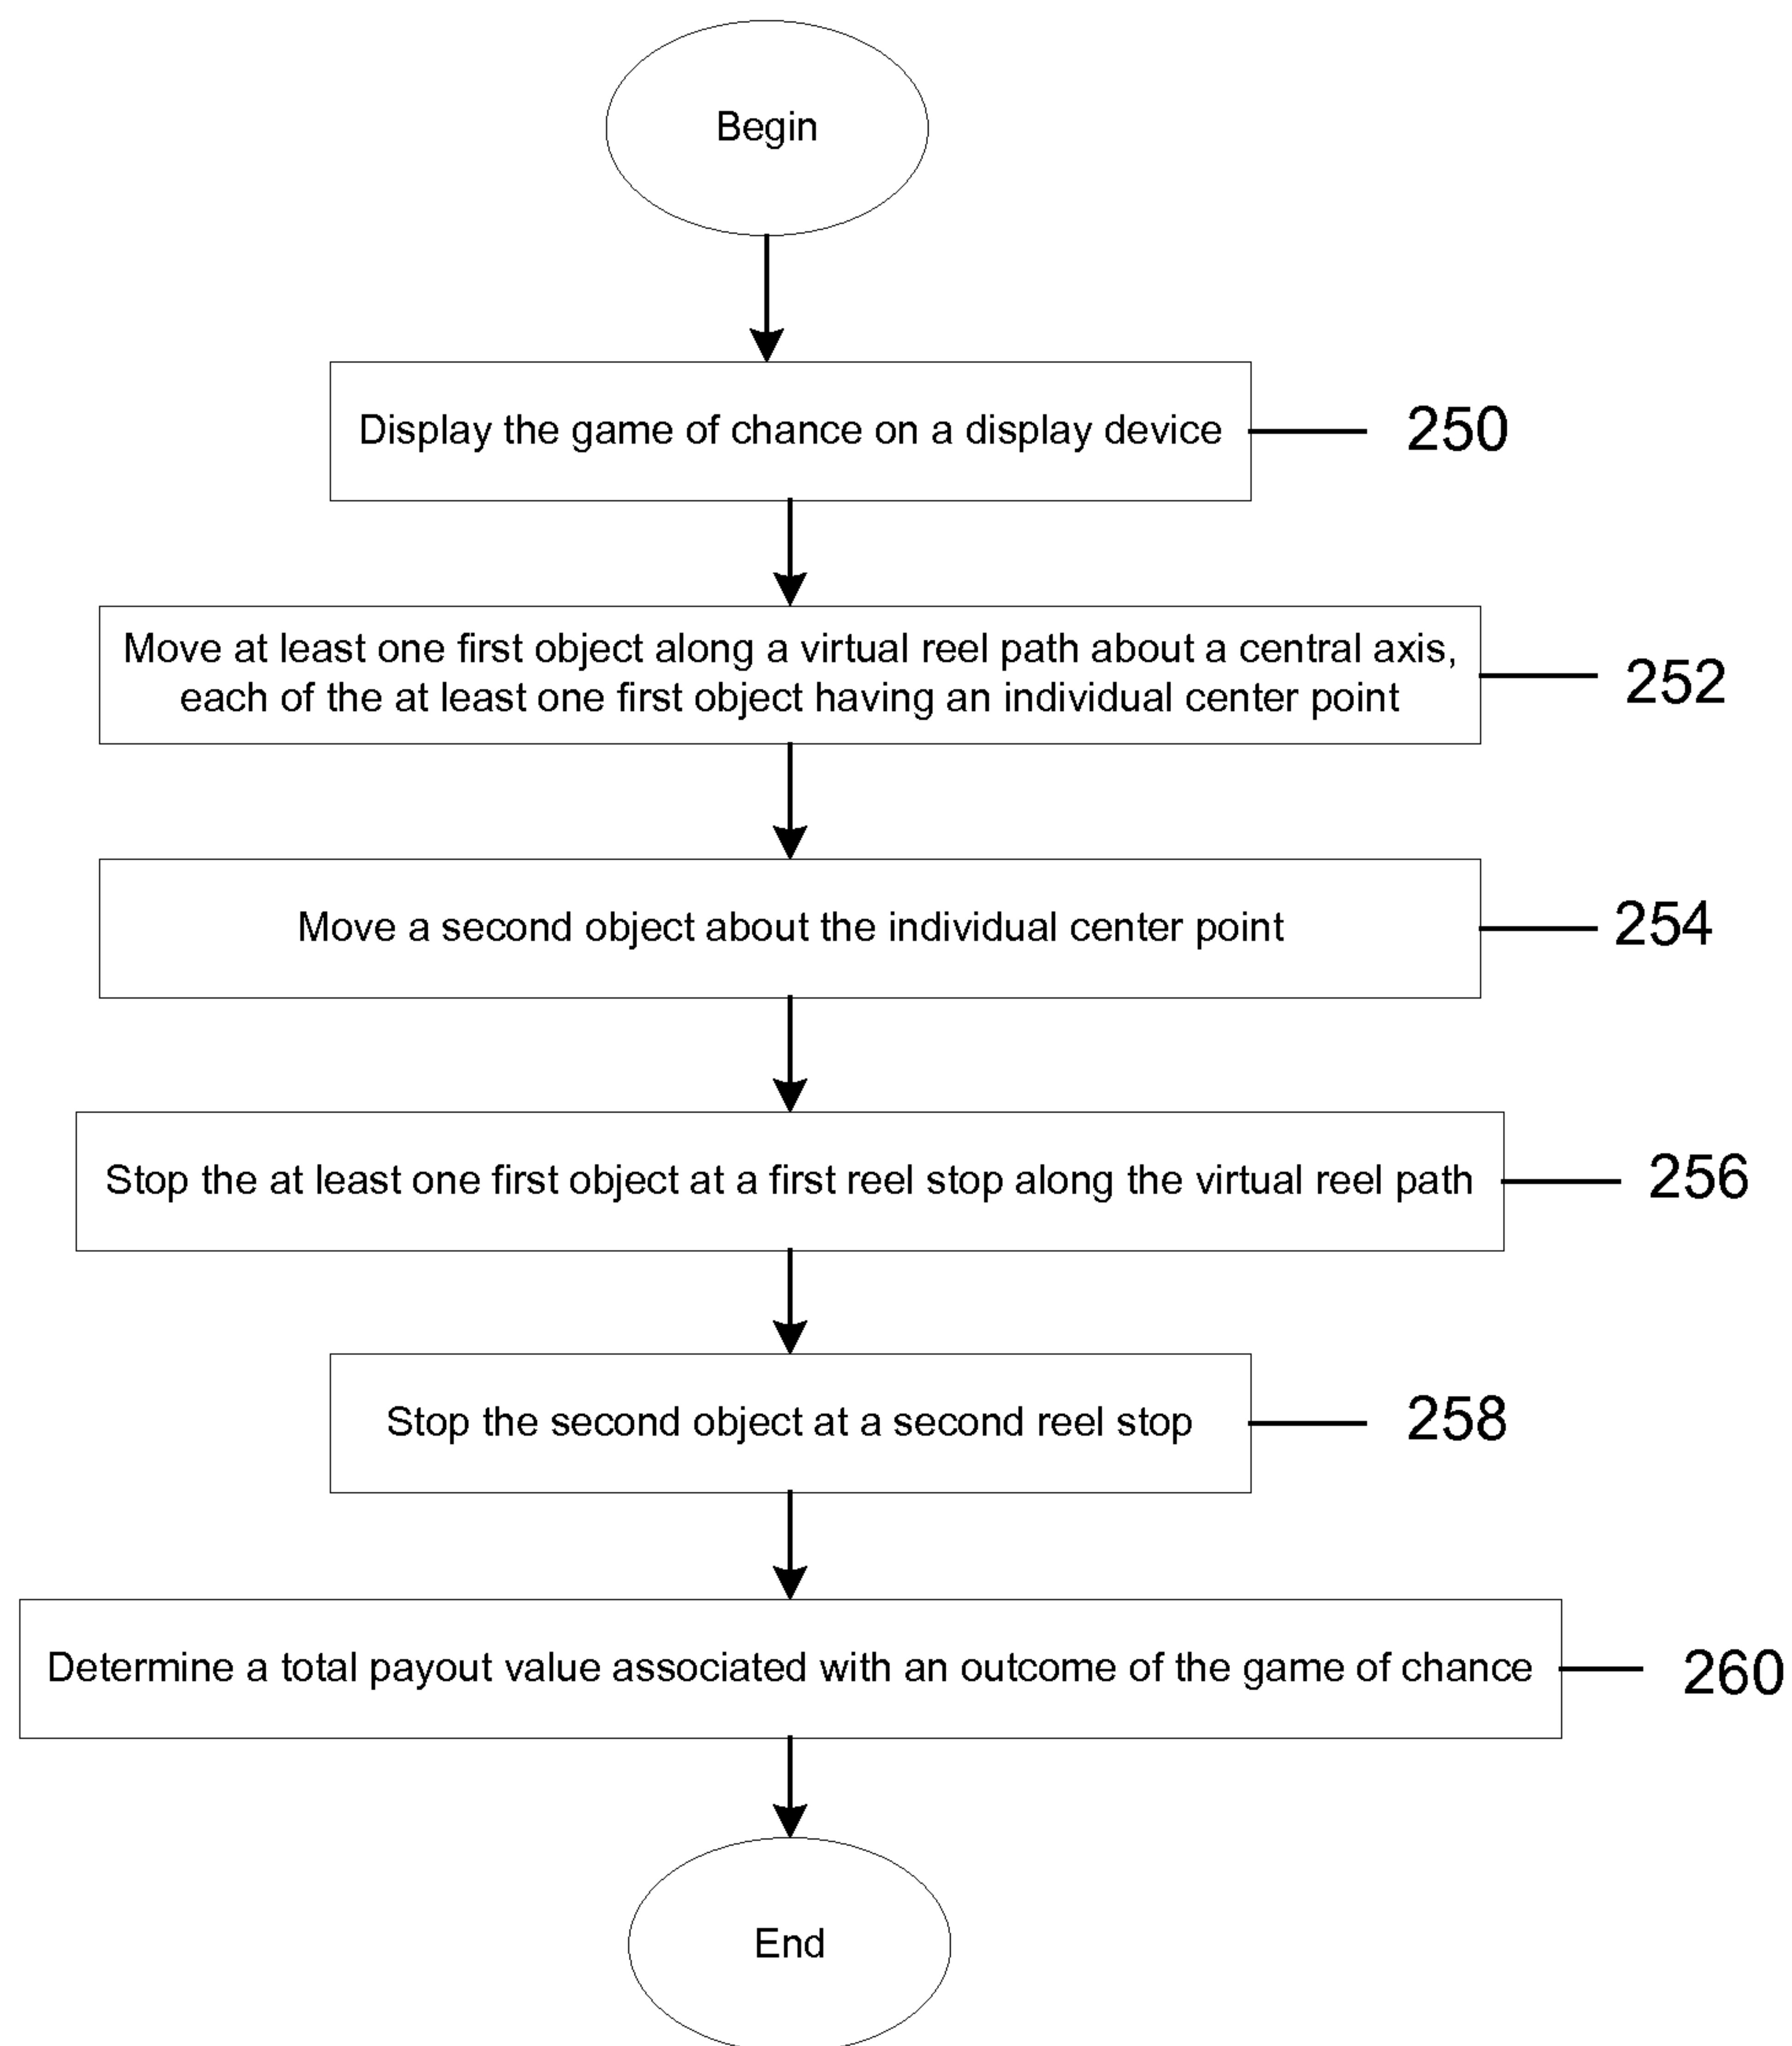 Begin
Display the game of chance on a display device
250
Move at least one first object along a virtual reel path about a central axis,
each of the at least one first object having an individual center point
252
Move a second object about the individual center point
254
Stop the at least one first object at a first reel stop along the virtual reel path
256
Stop the second object at a second reel stop
258
Determine a total payout value associated with an outcome of the game of chance
260
End